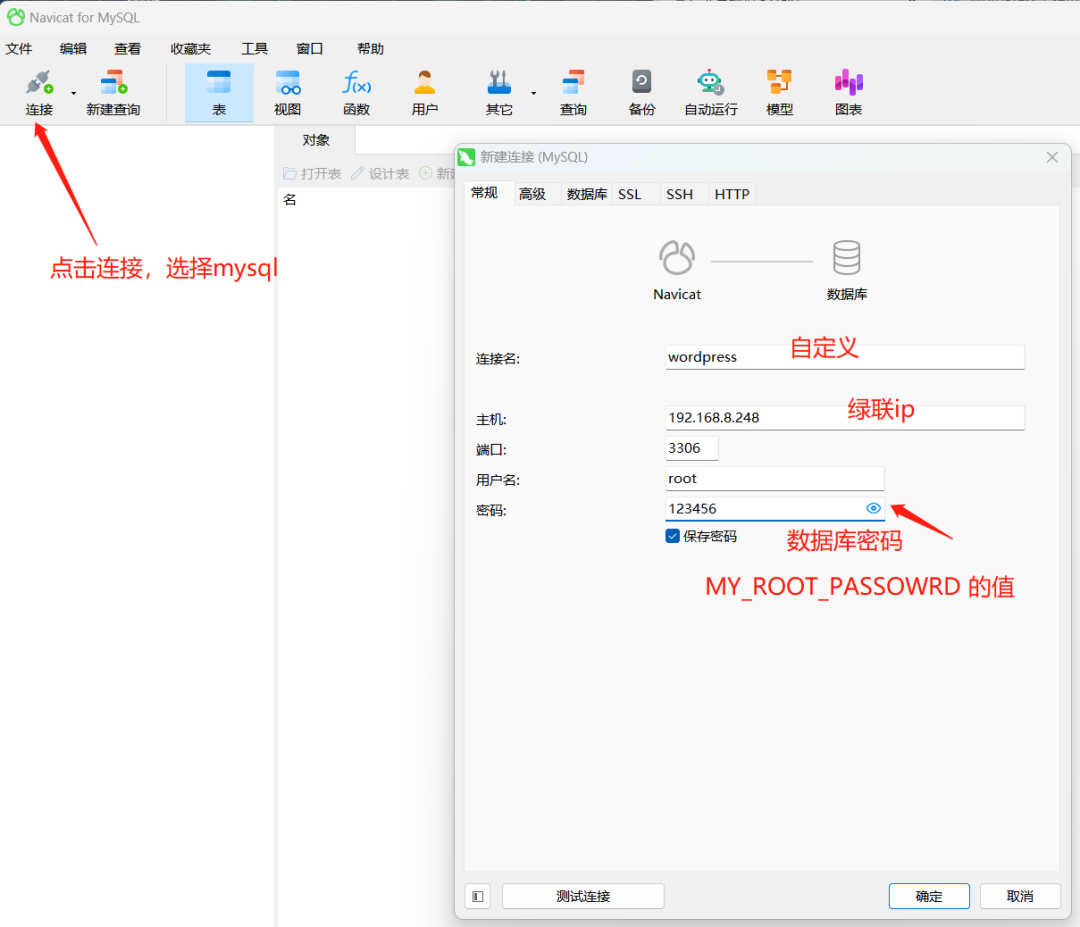 Navicat for MySQL
文件 编辑 查看 收藏夹 工具 窗口 帮助
连接 新建查询 表 视图 函数 用户 其它 查询 备份 自动运行 模型 图表
对象
打开表 设计表
名
点击连接，选择mysql
新建连接 (MySQL)
常规 高级 数据库 SSL SSH HTTP
Navicat 数据库
连接名: wordpress 自定义
主机: 192.168.8.248 绿联ip
端口: 3306
用户名: root
密码: 123456
保存密码 数据库密码
MY_ROOT_PASSOWRD 的值
测试连接 确定 取消